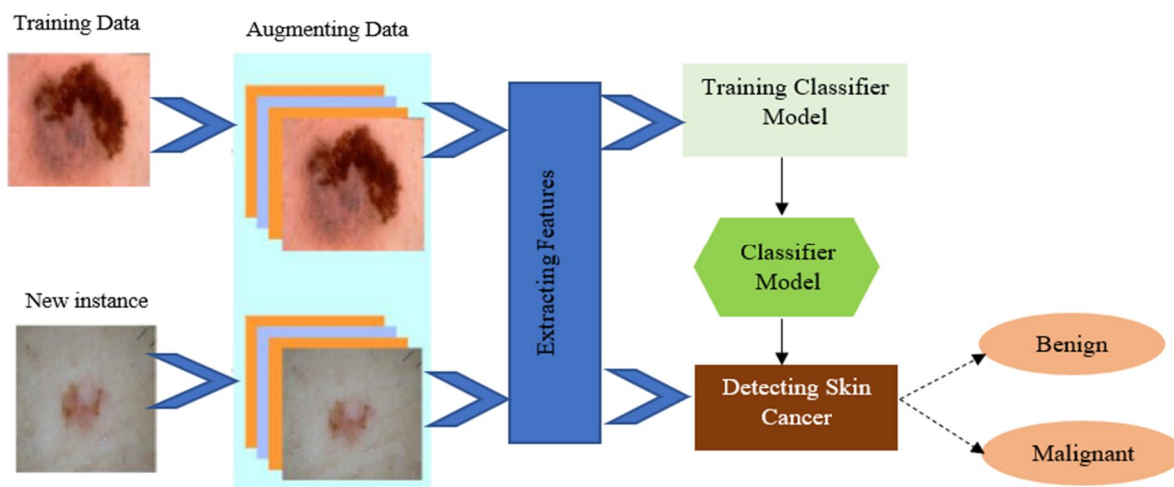 Training Data
Augmenting Data
Training Classifier
Model
Extracting Features
Classifier
Model
New instance
Detecting Skin
Cancer
Benign
Malignant